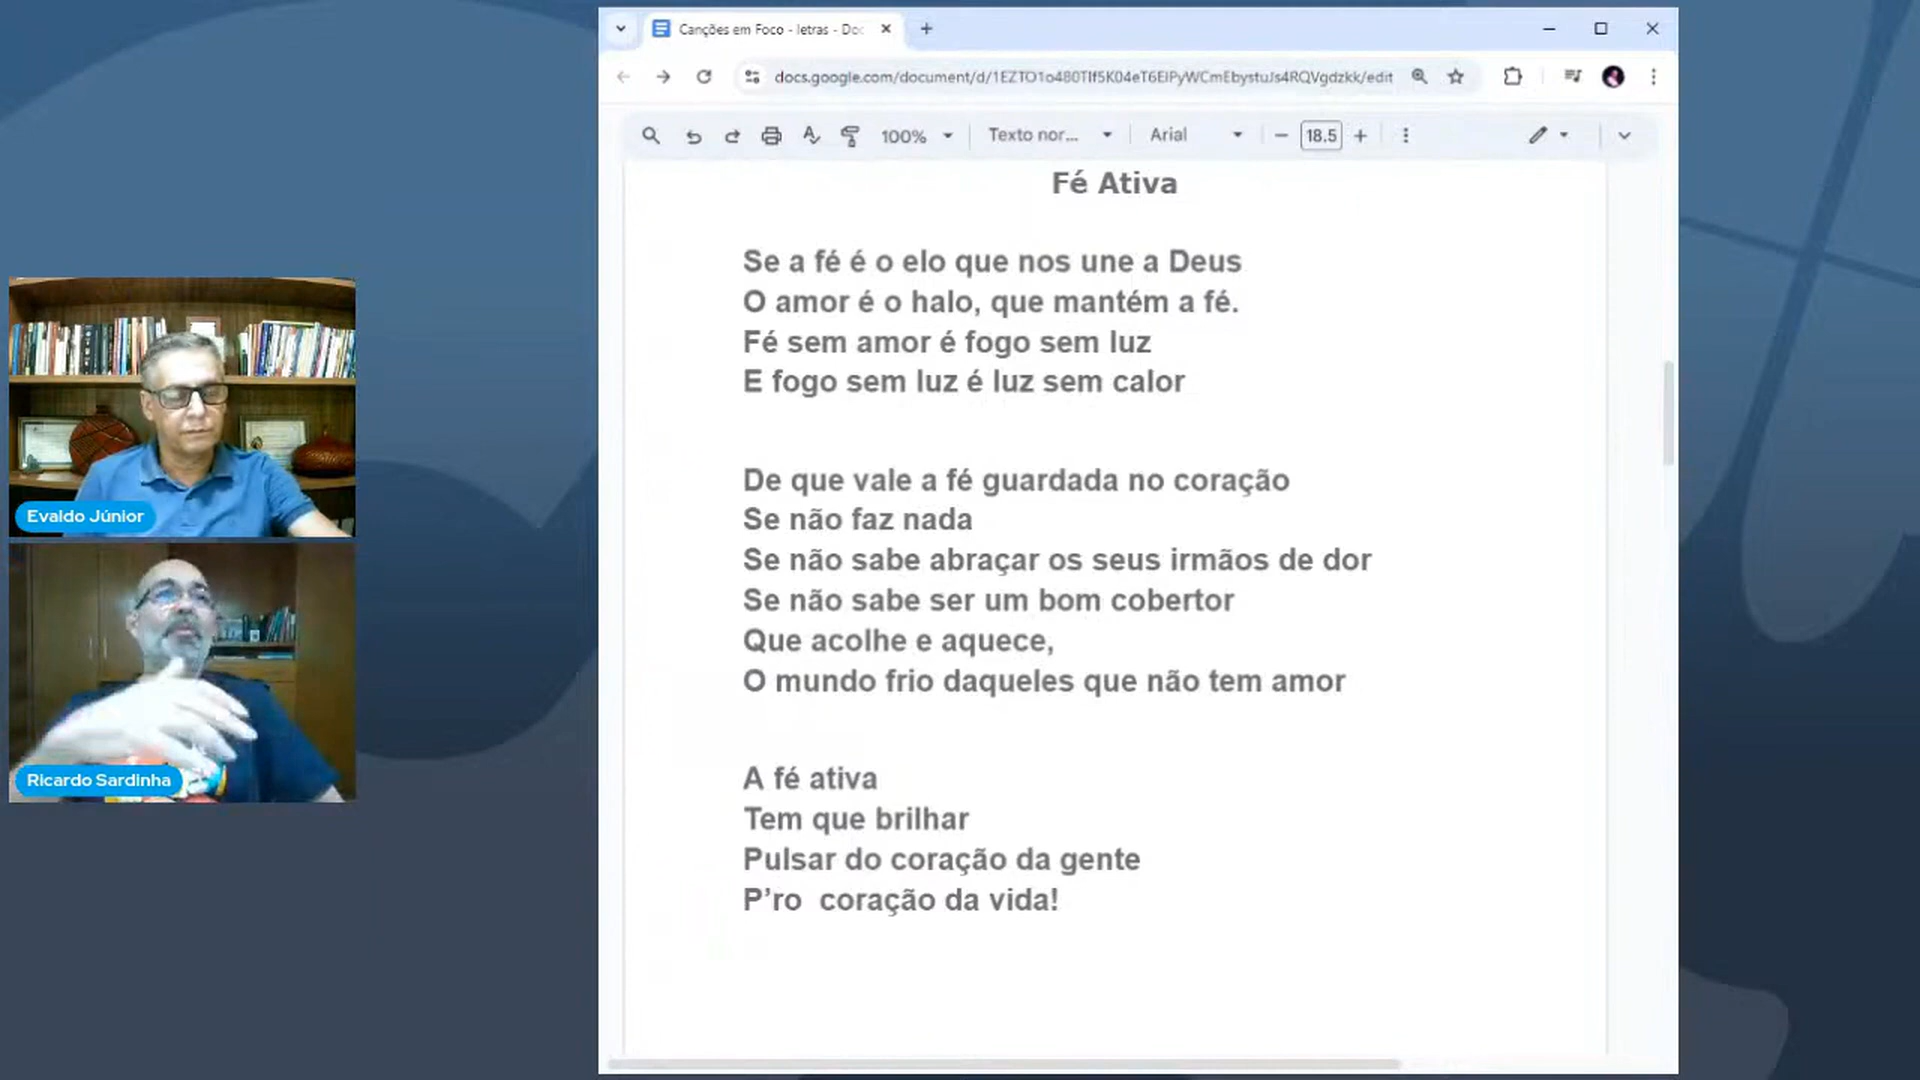 Canções em Foco - letras - Doc
docs.google.com/document/d/1EZTO1o480TIf5K04eT6EIPyWCmEbystuJs4RQVgdzkk/edit
100%
Texto nor...
Arial
18.5
Fé Ativa
Se a fé é o elo que nos une a Deus
O amor é o halo, que mantém a fé.
Fé sem amor é fogo sem luz
E fogo sem luz é luz sem calor
De que vale a fé guardada no coração
Se não faz nada
Se não sabe abraçar os seus irmãos de dor
Se não sabe ser um bom cobertor
Que acolhe e aquece,
O mundo frio daqueles que não tem amor
A fé ativa
Tem que brilhar
Pulsar do coração da gente
P’ro  coração da vida!
Evaldo Júnior
Ricardo Sardinha